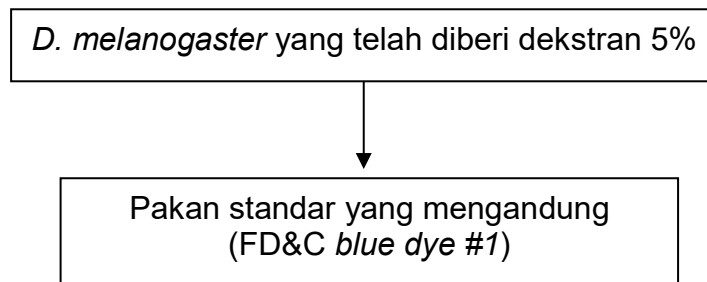 D. melanogaster yang telah diberi dekstran 5%
Pakan standar yang mengandung
(FD&C blue dye #1)